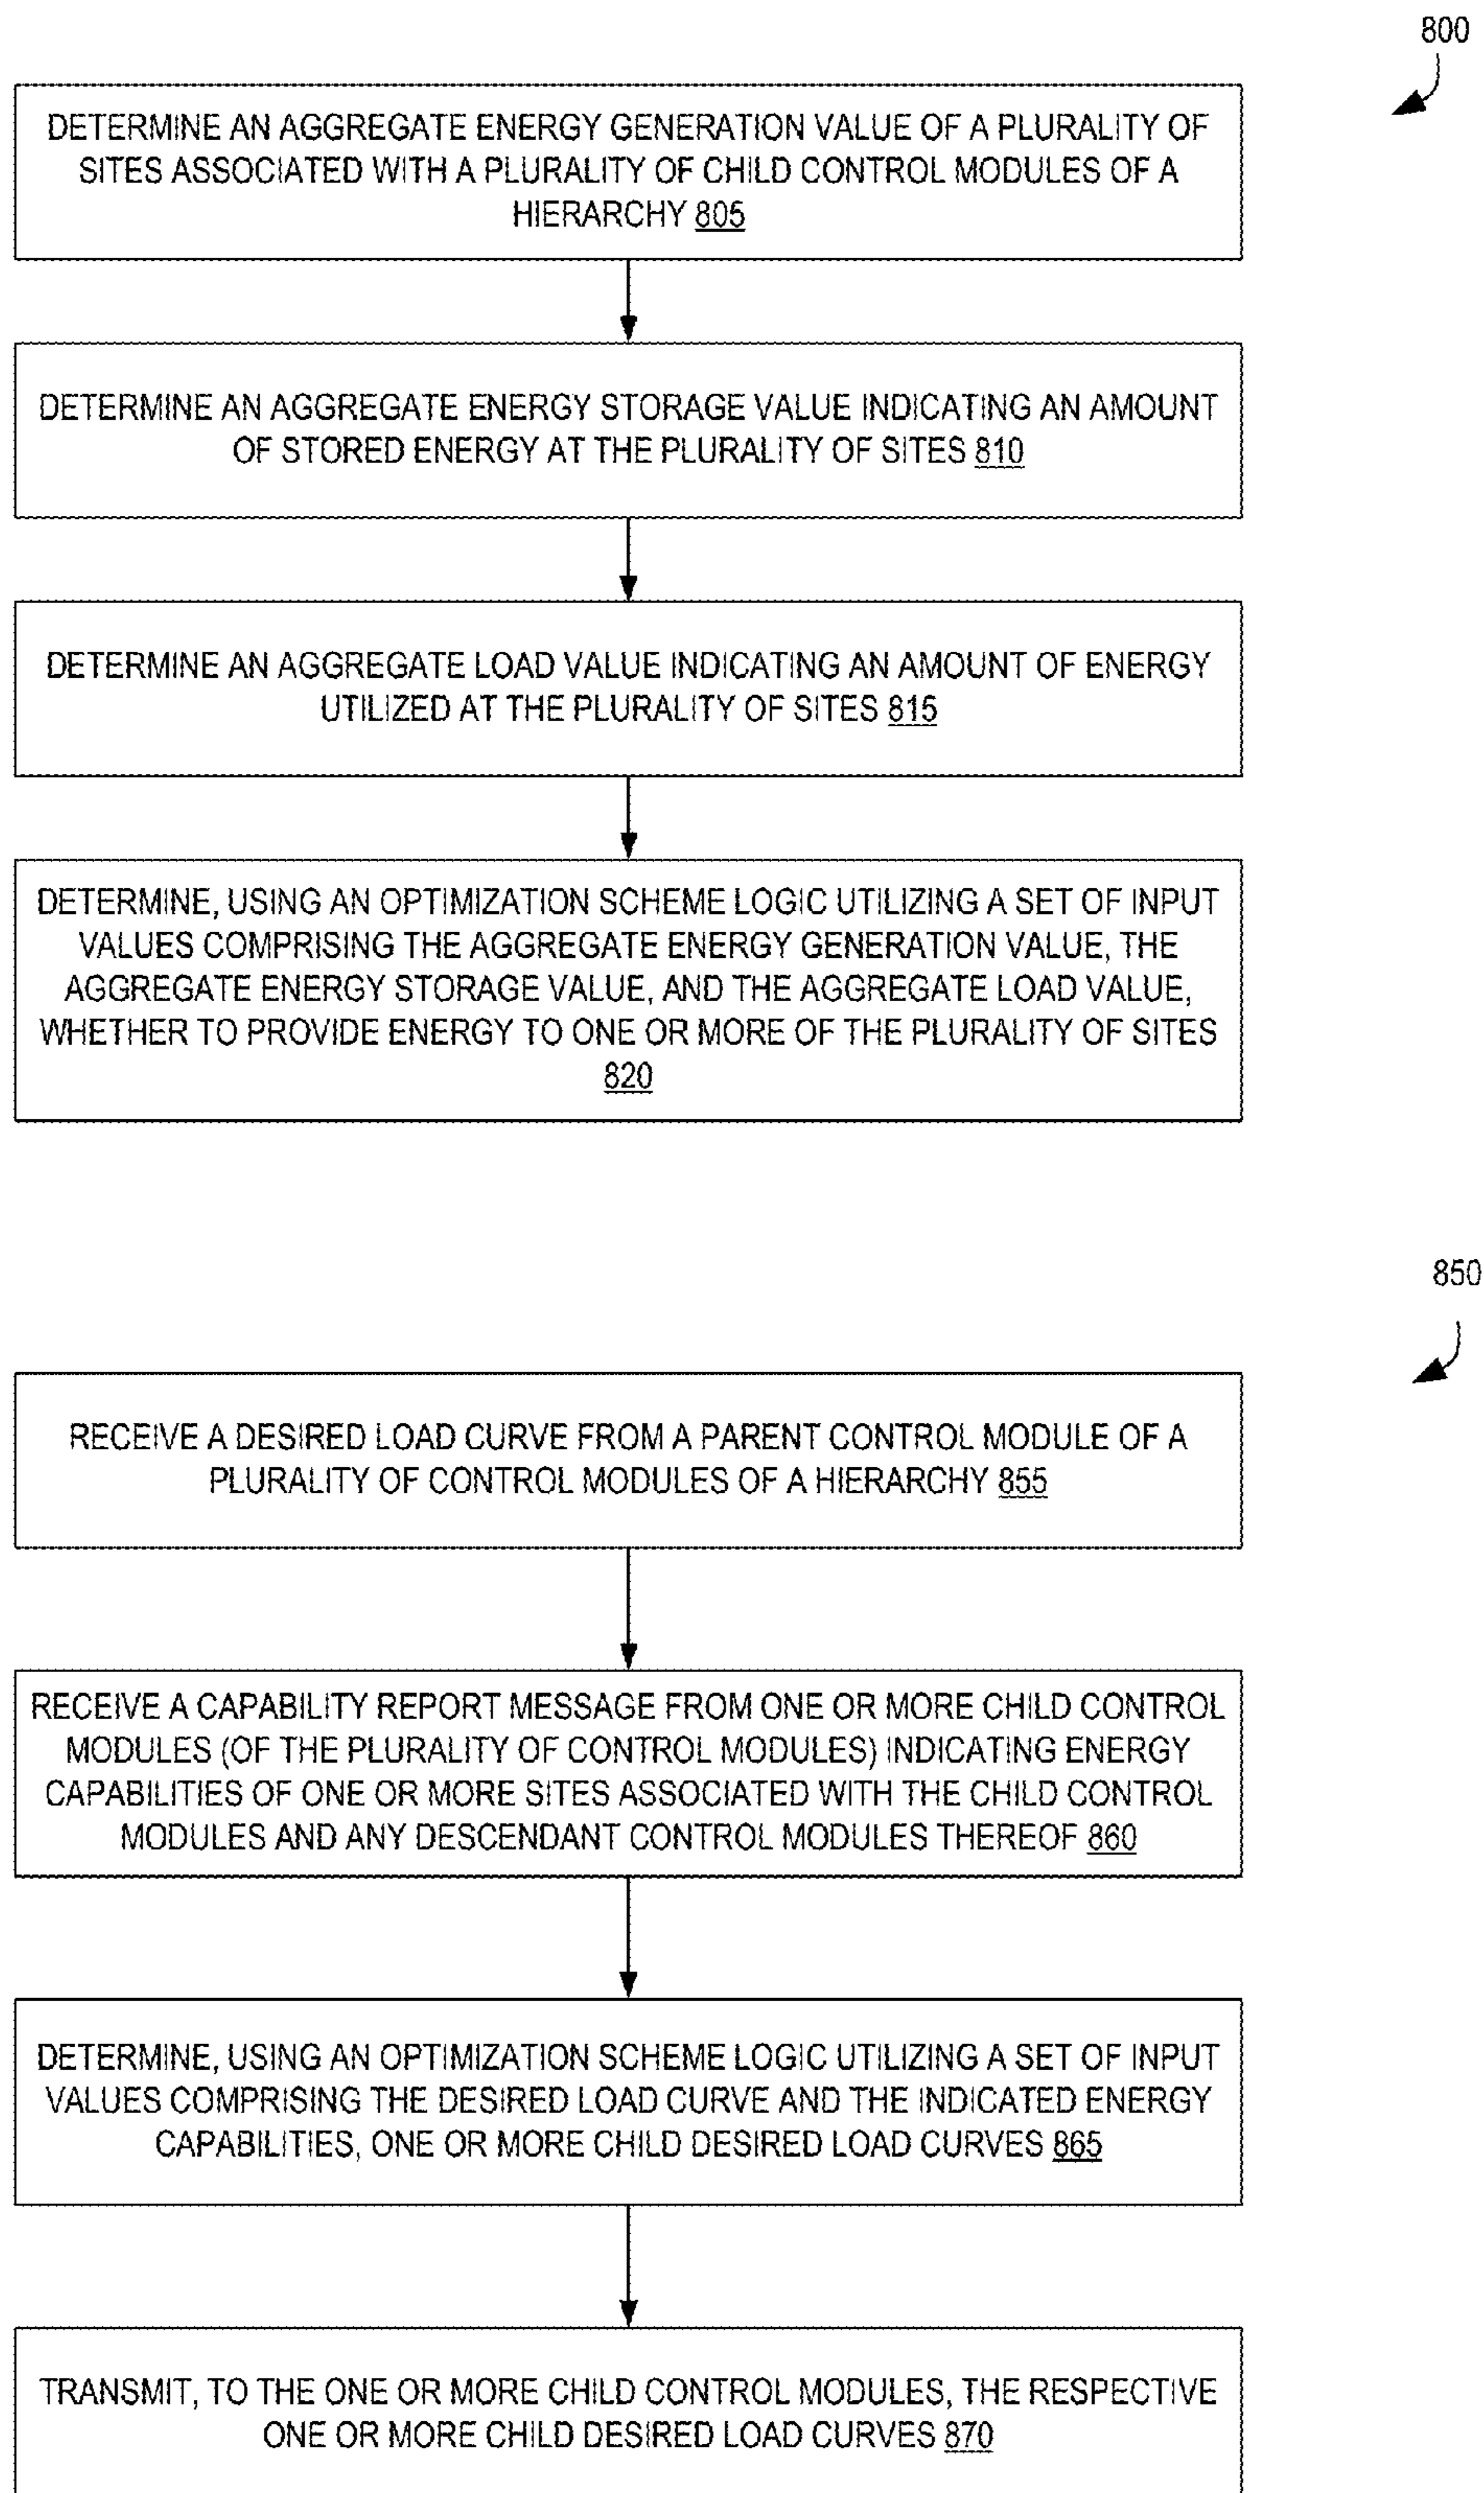 800
DETERMINE AN AGGREGATE ENERGY GENERATION VALUE OF A PLURALITY OF
SITES ASSOCIATED WITH A PLURALITY OF CHILD CONTROL MODULES OF A
HIERARCHY 805
DETERMINE AN AGGREGATE ENERGY STORAGE VALUE INDICATING AN AMOUNT
OF STORED ENERGY AT THE PLURALITY OF SITES 810
DETERMINE AN AGGREGATE LOAD VALUE INDICATING AN AMOUNT OF ENERGY
UTILIZED AT THE PLURALITY OF SITES 815
DETERMINE, USING AN OPTIMIZATION SCHEME LOGIC UTILIZING A SET OF INPUT
VALUES COMPRISING THE AGGREGATE ENERGY GENERATION VALUE, THE
AGGREGATE ENERGY STORAGE VALUE, AND THE AGGREGATE LOAD VALUE,
WHETHER TO PROVIDE ENERGY TO ONE OR MORE OF THE PLURALITY OF SITES
820
850
RECEIVE A DESIRED LOAD CURVE FROM A PARENT CONTROL MODULE OF A
PLURALITY OF CONTROL MODULES OF A HIERARCHY 855
RECEIVE A CAPABILITY REPORT MESSAGE FROM ONE OR MORE CHILD CONTROL
MODULES (OF THE PLURALITY OF CONTROL MODULES) INDICATING ENERGY
CAPABILITIES OF ONE OR MORE SITES ASSOCIATED WITH THE CHILD CONTROL
MODULES AND ANY DESCENDANT CONTROL MODULES THEREOF 860
DETERMINE, USING AN OPTIMIZATION SCHEME LOGIC UTILIZING A SET OF INPUT
VALUES COMPRISING THE DESIRED LOAD CURVE AND THE INDICATED ENERGY
CAPABILITIES, ONE OR MORE CHILD DESIRED LOAD CURVES 865
TRANSMIT, TO THE ONE OR MORE CHILD CONTROL MODULES, THE RESPECTIVE
ONE OR MORE CHILD DESIRED LOAD CURVES 870